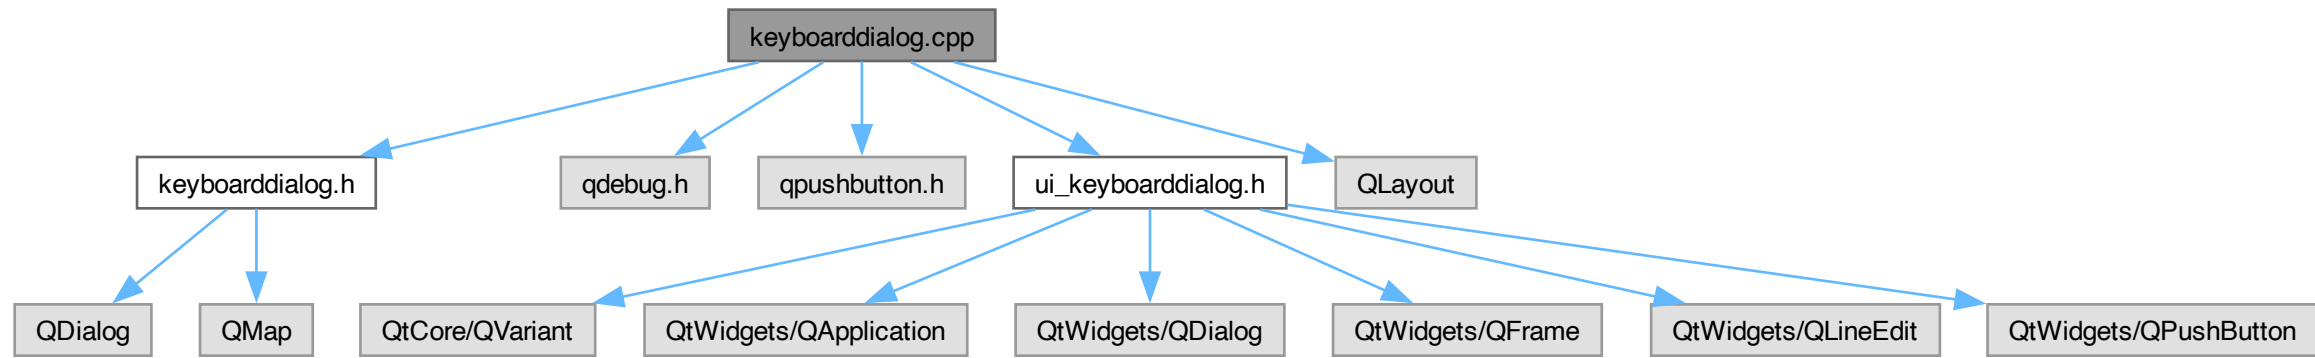 keyboarddialog.cpp
keyboarddialog.h
qdebug.h
qpushbutton.h
ui_keyboarddialog.h
QLayout
QDialog
QMap
QtCore/QVariant
QtWidgets/QApplication
QtWidgets/QDialog
QtWidgets/QFrame
QtWidgets/QLineEdit
QtWidgets/QPushButton